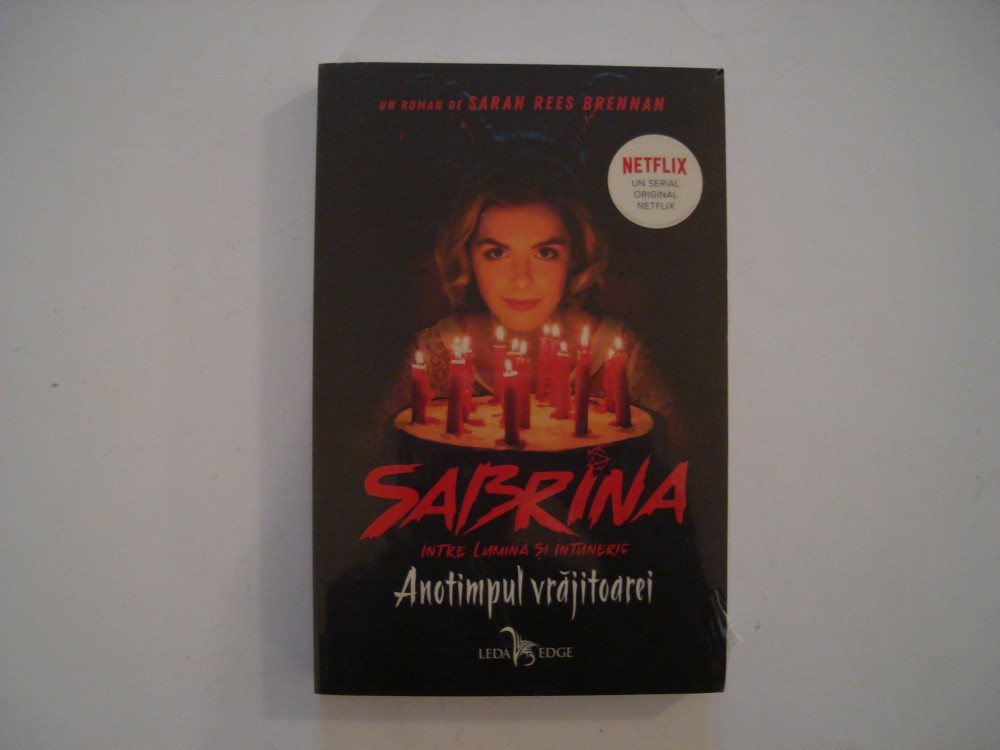 UN ROMAN DE SARAH REES BRENNAN
NETFLIX
UN SERIAL
ORIGINAL
NETFLIX
SABRINA
ÎNTRE LUMINĂ ȘI ÎNTUNERIC
Anotimpul vrăjitoarei
LEDA EDGE